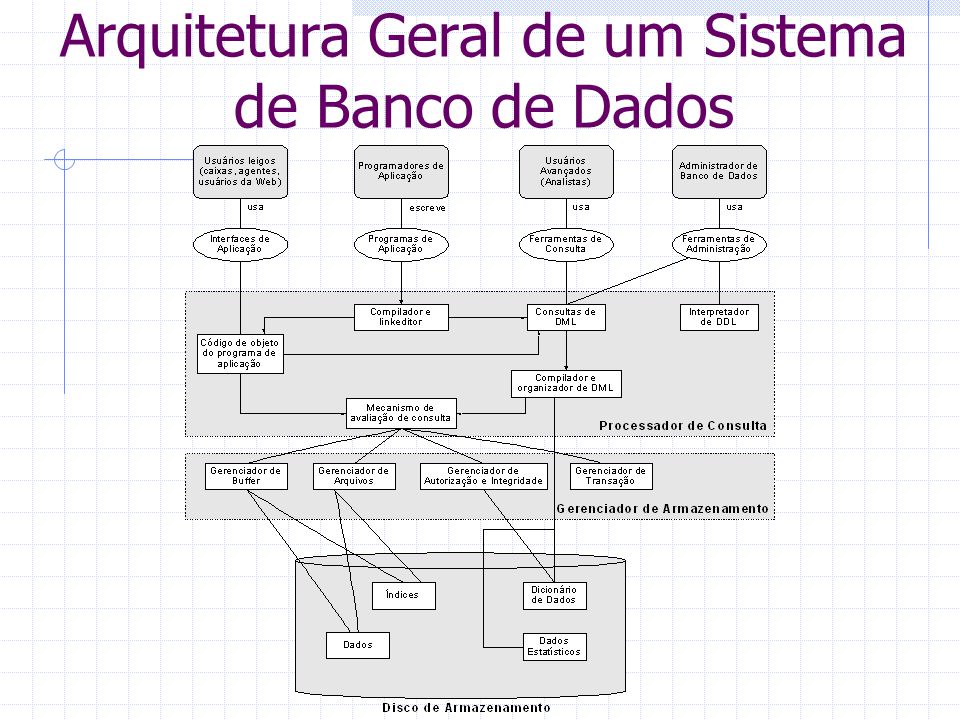 Arquitetura Geral de um Sistema
de Banco de Dados
Usuários leigos
(caixas, agentes,
usuários da Web)
Programadores de
Aplicação
Usuários
Avançados
(Analistas)
Administrador de
Banco de Dados
usa
escreve
usa
usa
Interfaces de
Aplicação
Programas de
Aplicação
Ferramentas de
Consulta
Ferramentas de
Administração
Compilador e
linkeditor
Consultas de
DML
Interpretador
de DDL
Código de objeto
do programa de
aplicação
Compilador e
organizador de DML
Mecanismo de
avaliação de consulta
Processador de Consulta
Gerenciador de
Buffer
Gerenciador de
Arquivos
Gerenciador de
Autorização e Integridade
Gerenciador de
Transação
Gerenciador de Armazenamento
Índices
Dicionário
de Dados
Dados
Dados
Estatísticos
Disco de Armazenamento